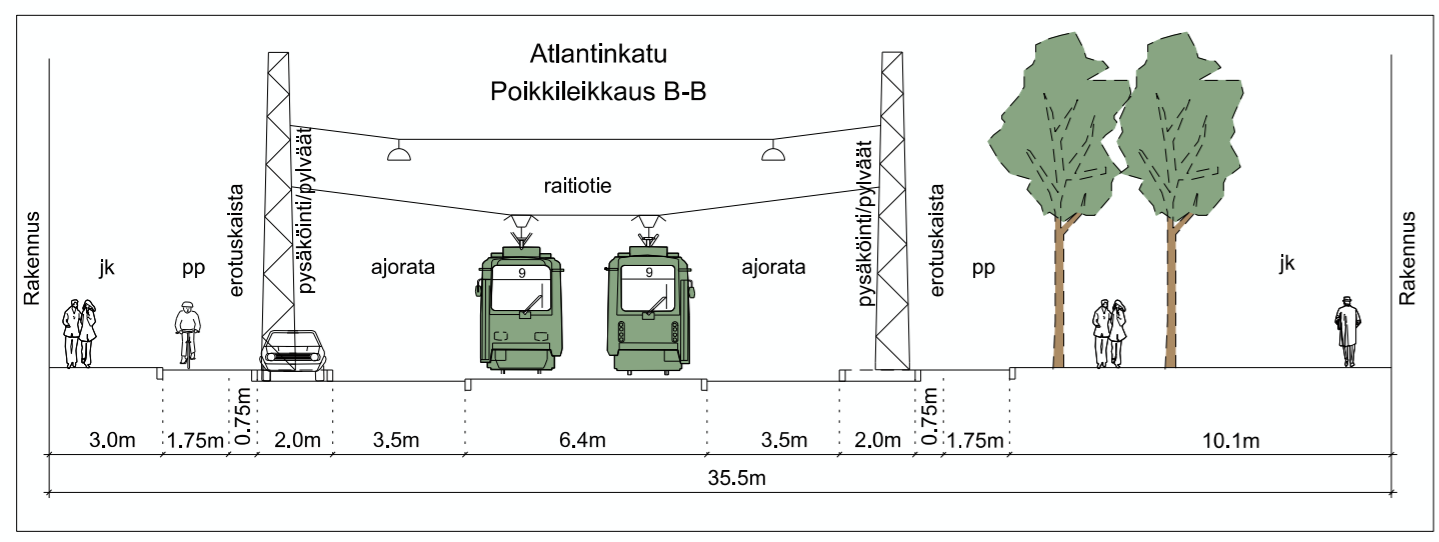 Atlantinkatu
Poikkileikkaus B-B
Rakennus
jk
pp
erotuskaista
pysäköinti/pylväät
ajorata
raitiotie
9
9
ajorata
pysäköinti/pylväät
erotuskaista
pp
jk
Rakennus
3.0m
1.75m
0.75m
2.0m
3.5m
6.4m
3.5m
2.0m
0.75m
1.75m
10.1m
35.5m